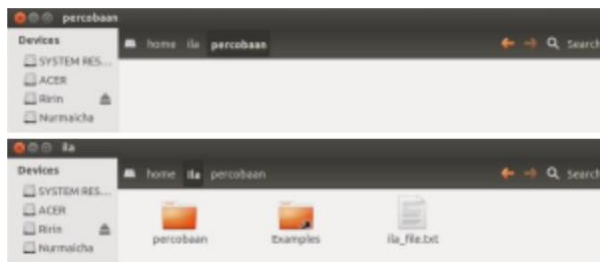 percobaan
Devices
home ila percobaan
Search
SYSTEM RES...
ACER
Ririn
Nurmaicha
ila
Devices
home ila percobaan
Search
SYSTEM RES...
ACER
Ririn
Nurmaicha
percobaan Examples ila_file.txt